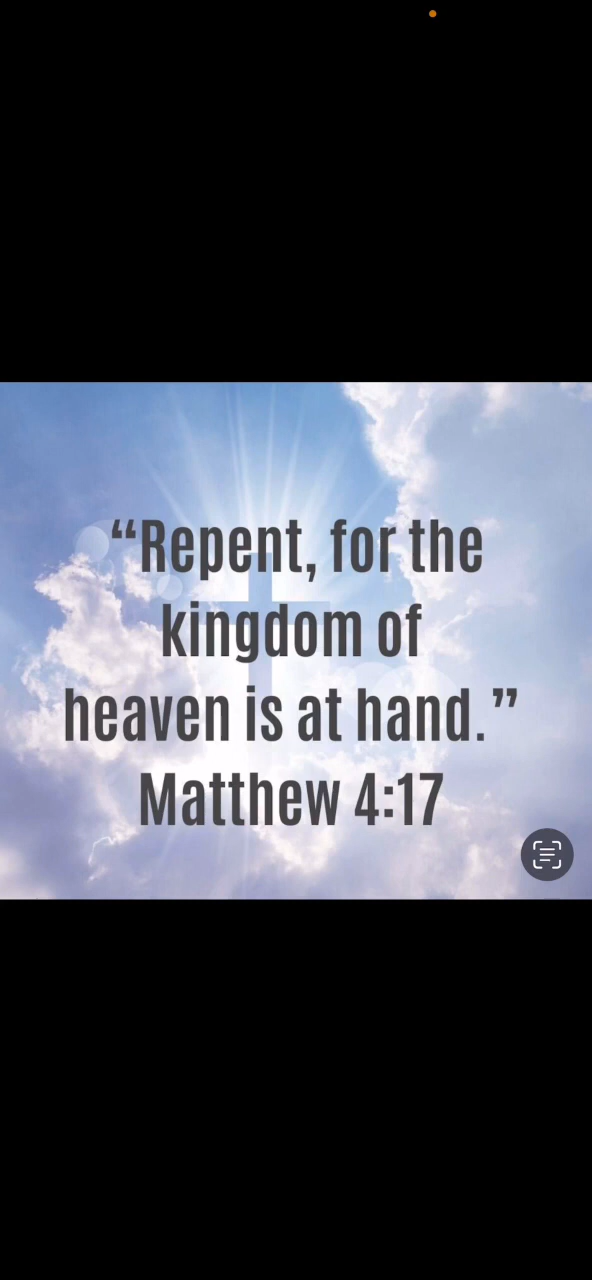 “Repent, for the
kingdom of
heaven is at hand.”
Matthew 4:17